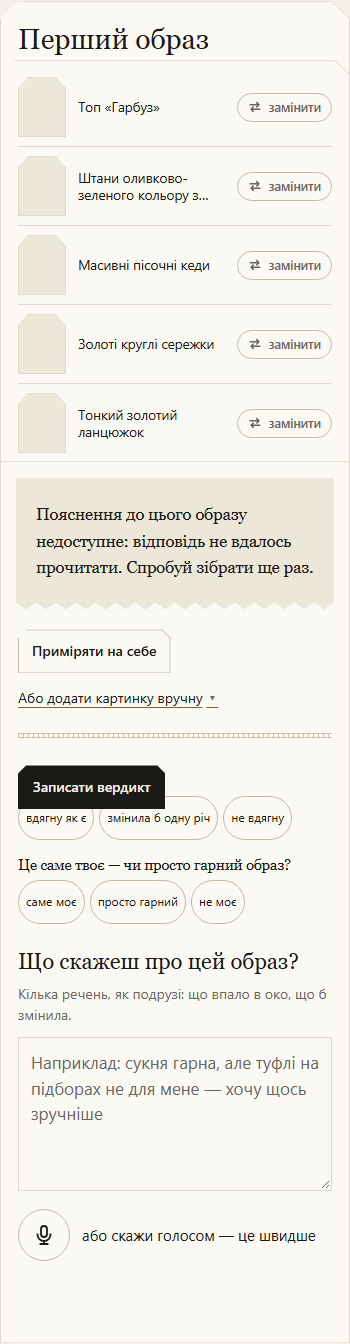 Перший образ
Топ «Гарбуз»
замінити
Штани оливково-
зеленого кольору з...
замінити
Масивні пісочні кеди
замінити
Золоті круглі сережки
замінити
Тонкий золотий
ланцюжок
замінити
Пояснення до цього образу
недоступне: відповідь не вдалось
прочитати. Спробуй зібрати ще раз.
Приміряти на себе
Або додати картинку вручну
Записати вердикт
вдягну як є
змінила б одну річ
не вдягну
Це саме твоє — чи просто гарний образ?
саме моє
просто гарний
не моє
Що скажеш про цей образ?
Кілька речень, як подрузі: що впало в око, що б
змінила.
Наприклад: сукня гарна, але туфлі на
підборах не для мене — хочу щось
зручніше
або скажи голосом — це швидше